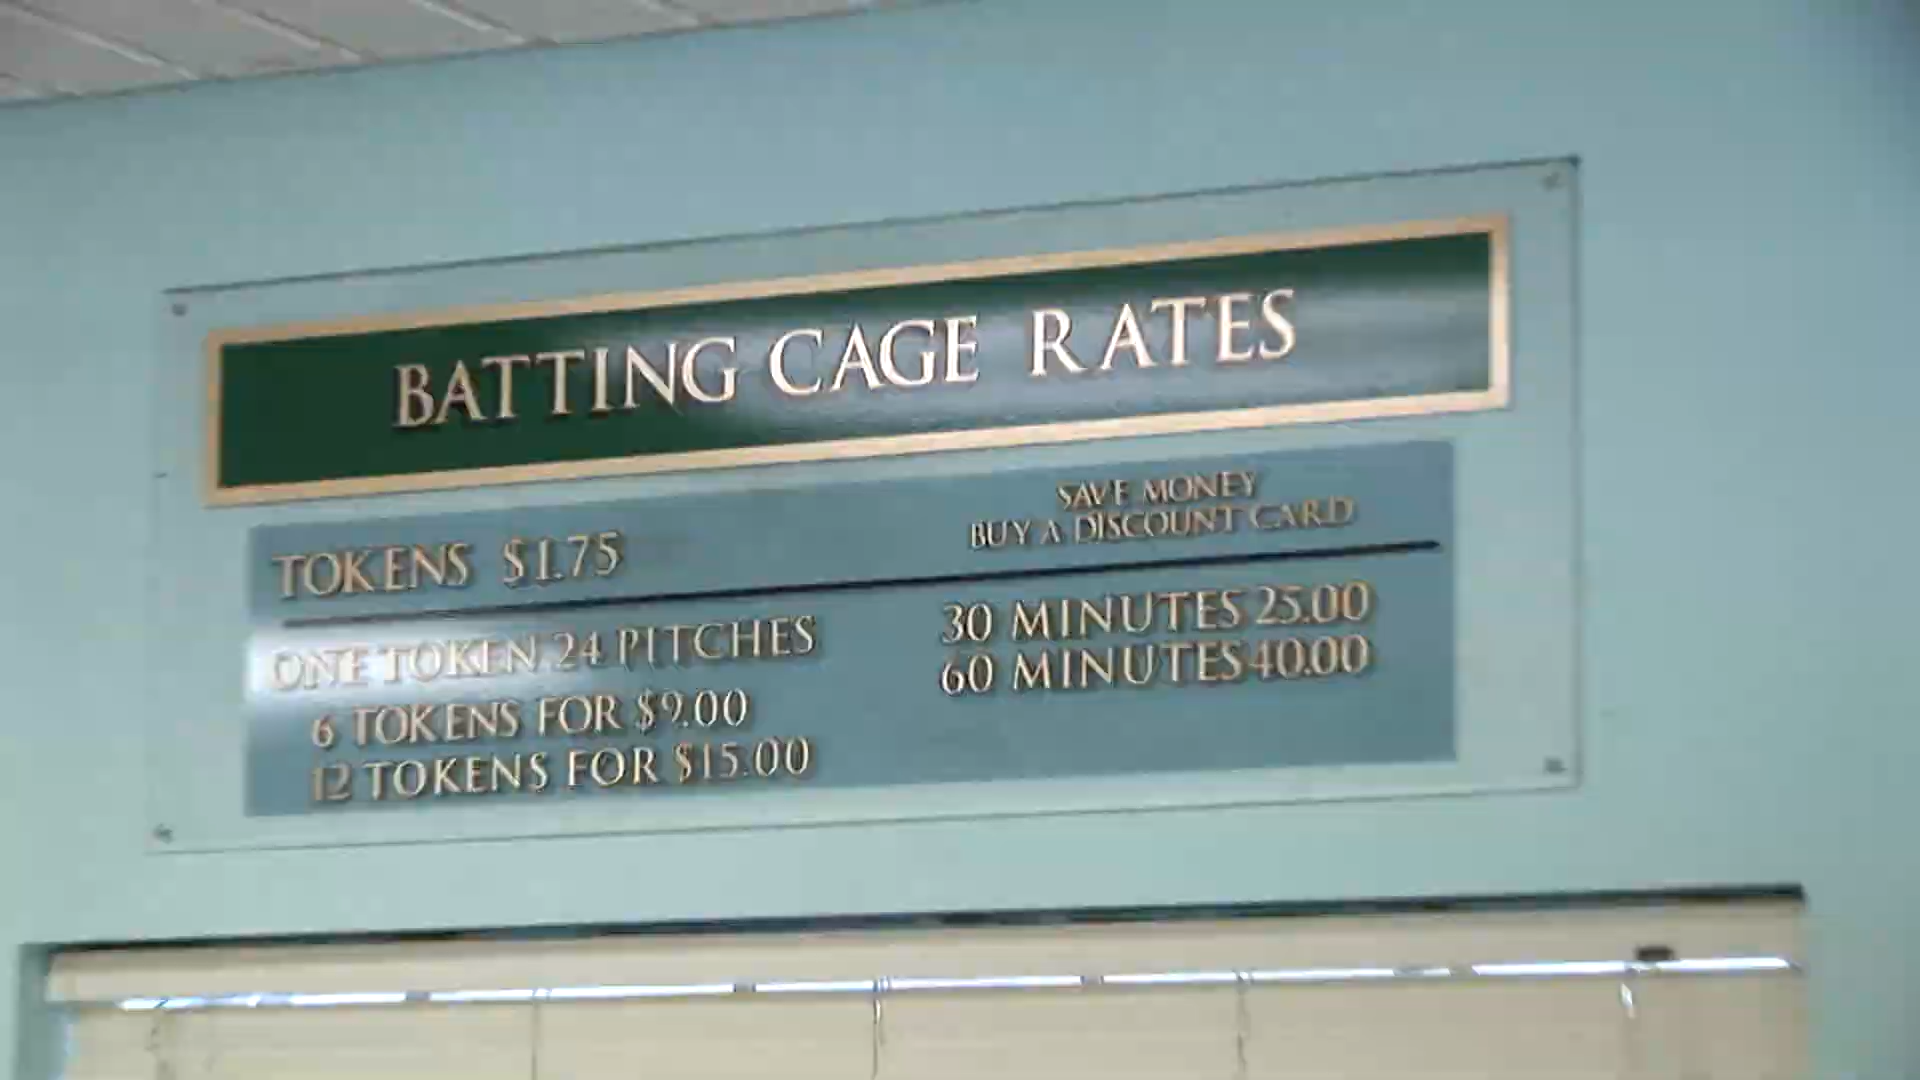 BATTING CAGE RATES
TOKENS $1.75
ONE TOKEN 24 PITCHES
6 TOKENS FOR $9.00
12 TOKENS FOR $15.00
SAVE MONEY
BUY A DISCOUNT CARD
30 MINUTES 25.00
60 MINUTES 40.00